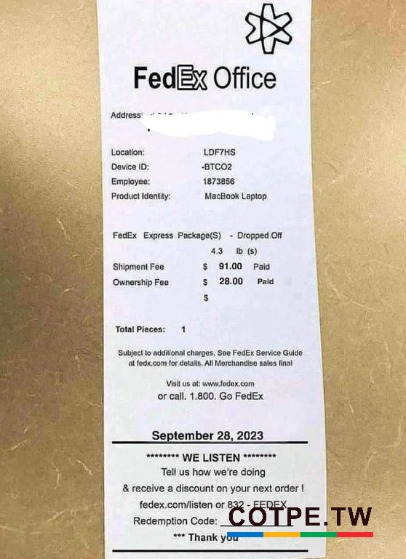 FedEx Office
Address
Location: LDF7HS
Device ID: -BTCO2
Employee: 1873856
Product Identity: MacBook Laptop
FedEx Express Package(S) - Dropped Off
4.3 lb (s)
Shipment Fee $ 91.00 Paid
Ownership Fee $ 28.00 Paid
$
Total Pieces: 1
Subject to additional charges. See FedEx Service Guide
at fedx.com for details. All Merchandise sales final
Visit us at: www.fodox.com
or call. 1.800. Go FedEx
September 28, 2023
******** WE LISTEN ********
Tell us how we're doing
& receive a discount on your next order !
fedex.com/listen or 832 - FEDEX
Redemption Code:
*** Thank you
COTPE.TW